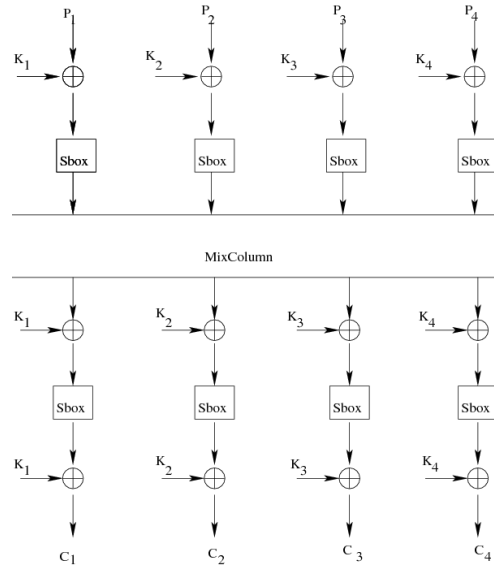 P1 P2 P3 P4
K1 K2 K3 K4
Sbox Sbox Sbox Sbox
MixColumn
K1 K2 K3 K4
Sbox Sbox Sbox Sbox
K1 K2 K3 K4
C1 C2 C3 C4